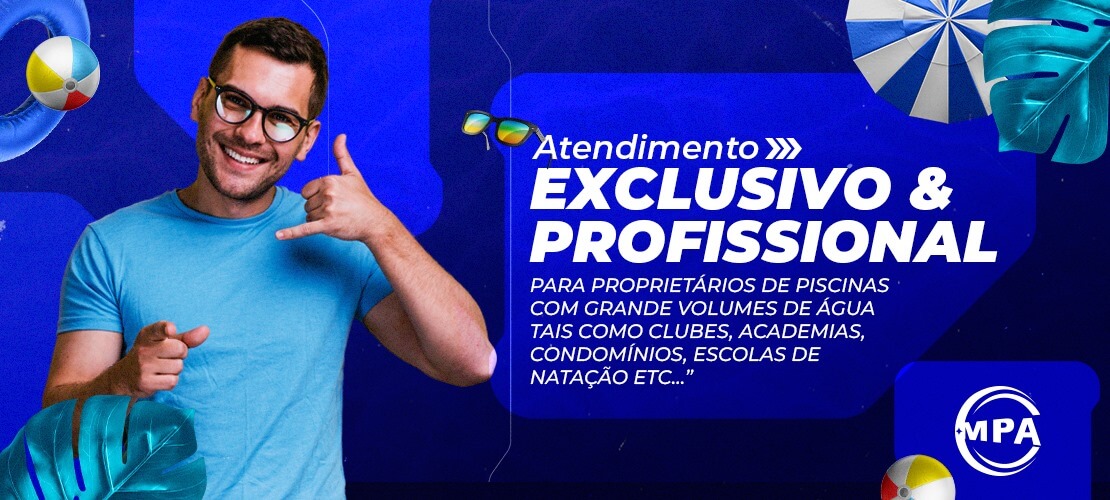 Atendimento
EXCLUSIVO &
PROFISSIONAL
PARA PROPRIETÁRIOS DE PISCINAS
COM GRANDE VOLUMES DE ÁGUA
TAIS COMO CLUBES, ACADEMIAS,
CONDOMÍNIOS, ESCOLAS DE
NATAÇÃO ETC...”
MPA